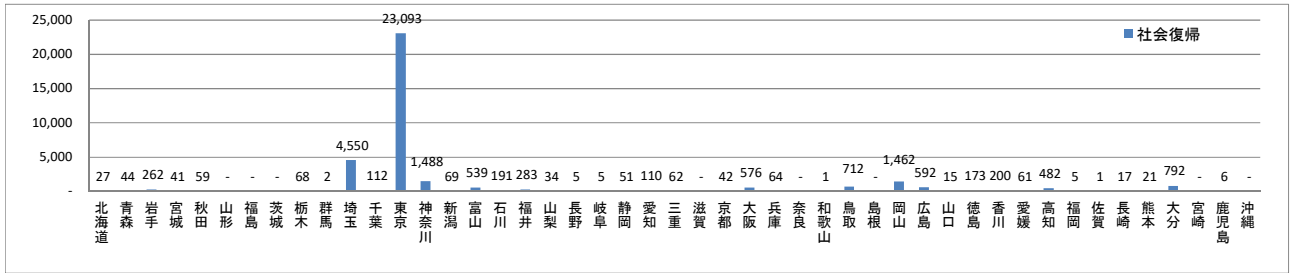 25,000
20,000
15,000
10,000
5,000
-
社会復帰
27 44 262 41 59 - - - 68 2 4,550 112 23,093 1,488 69 539 191 283 34 5 5 51 110 62 - 42 576 64 - 1 712 - 1,462 592 15 173 200 61 482 5 1 17 21 792 - 6 -
北海道 青森 岩手 宮城 秋田 山形 福島 茨城 栃木 群馬 埼玉 千葉 東京 神奈川 新潟 富山 石川 福井 山梨 長野 岐阜 静岡 愛知 三重 滋賀 京都 大阪 兵庫 奈良 和歌山 鳥取 島根 岡山 広島 山口 徳島 香川 愛媛 高知 福岡 佐賀 長崎 熊本 大分 宮崎 鹿児島 沖縄